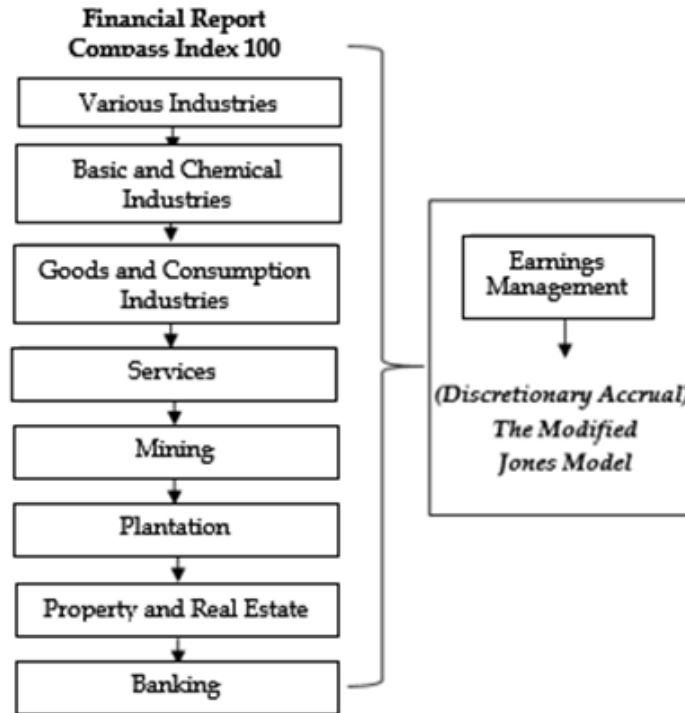 Financial Report
Compass Index 100
Various Industries
Basic and Chemical
Industries
Goods and Consumption
Industries
Services
Mining
Plantation
Property and Real Estate
Banking
Earnings
Management
(Discretionary Accrual)
The Modified
Jones Model